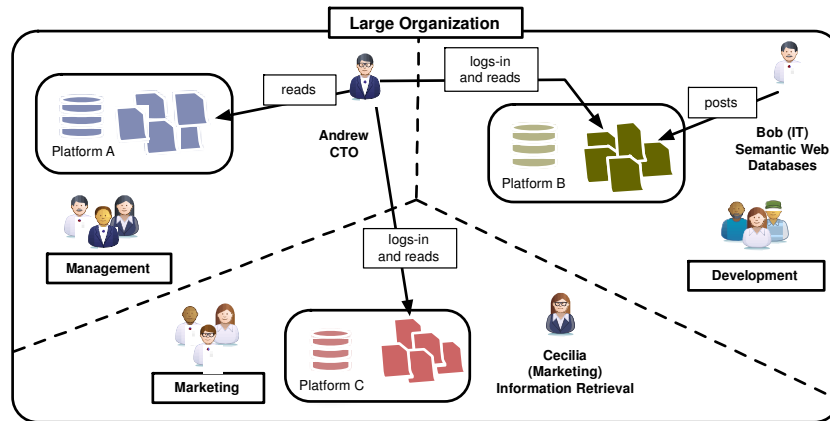 Large Organization
logs-in
and reads
reads
posts
Platform A
Andrew
CTO
Platform B
Bob (IT)
Semantic Web
Databases
logs-in
and reads
Management
Development
Cecilia
(Marketing)
Information Retrieval
Platform C
Marketing